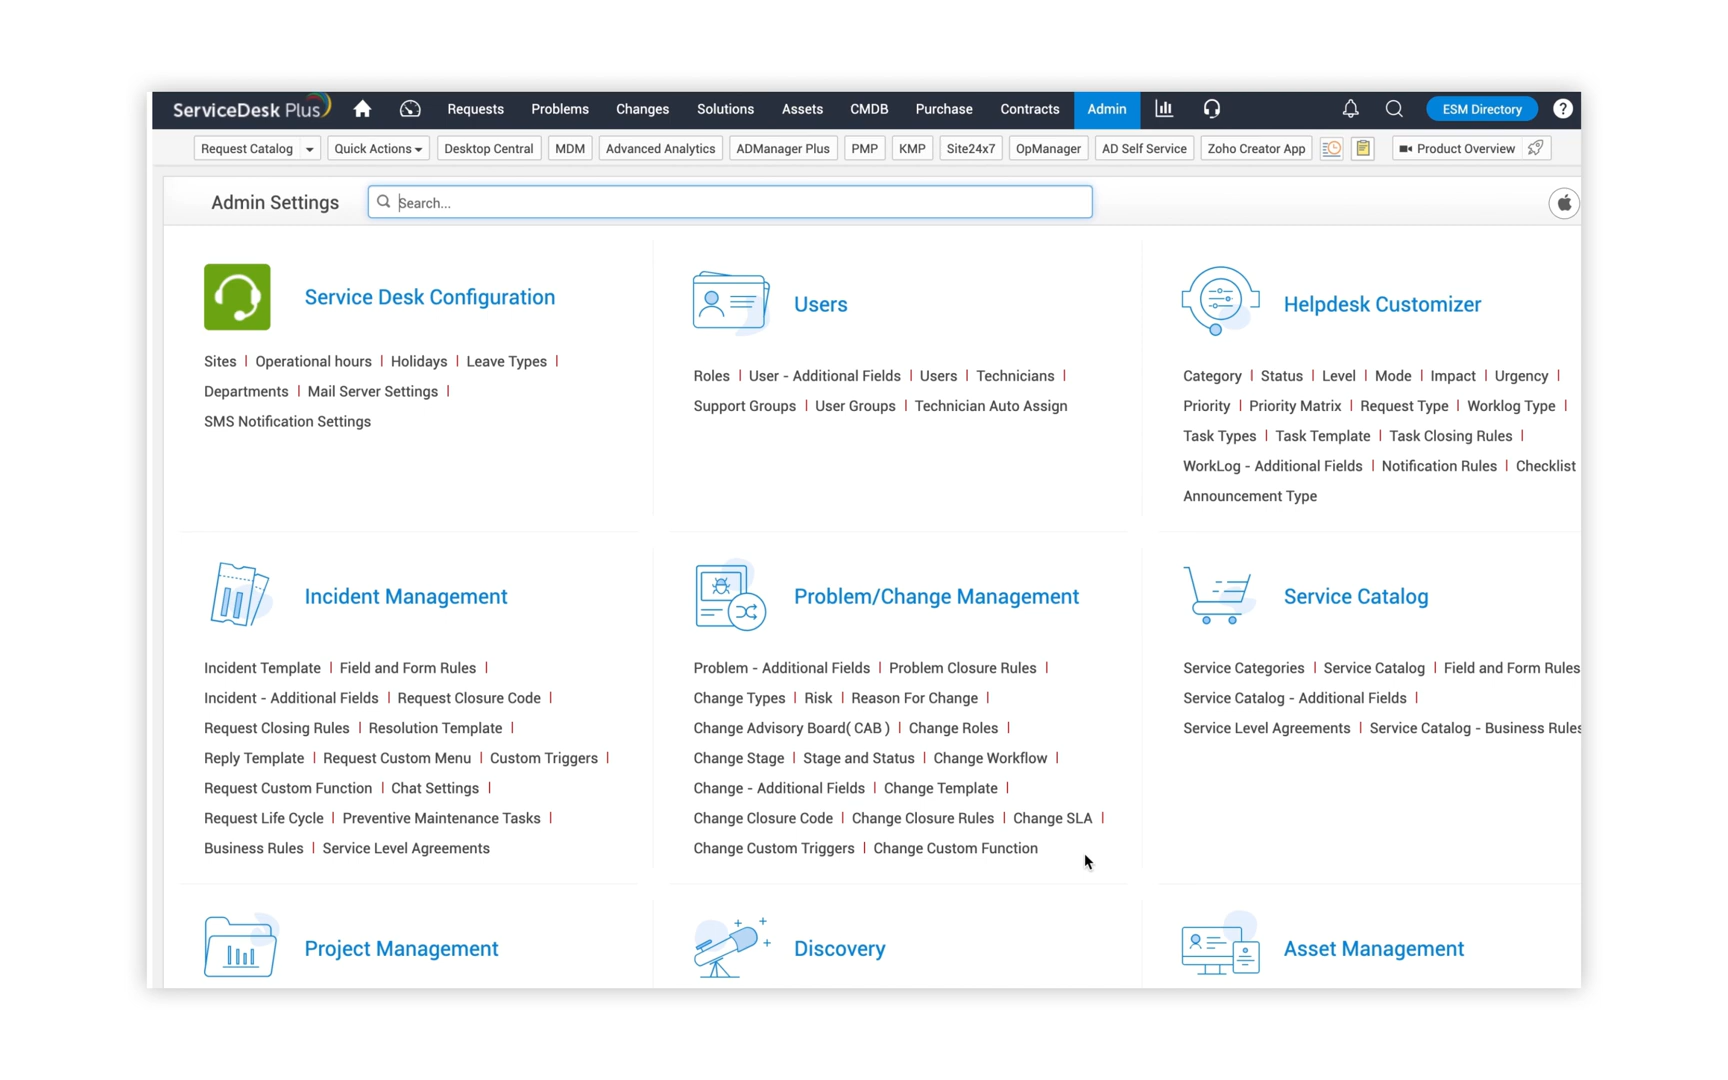 ServiceDesk Plus Requests Problems Changes Solutions Assets CMDB Purchase Contracts Admin ESM Directory ?
Request Catalog Quick Actions Desktop Central MDM Advanced Analytics ADManager Plus PMP KMP Site24x7 OpManager AD Self Service Zoho Creator App Product Overview
Admin Settings Search...
Service Desk Configuration
Sites | Operational hours | Holidays | Leave Types |
Departments | Mail Server Settings |
SMS Notification Settings
Users
Roles | User - Additional Fields | Users | Technicians |
Support Groups | User Groups | Technician Auto Assign
Helpdesk Customizer
Category | Status | Level | Mode | Impact | Urgency |
Priority | Priority Matrix | Request Type | Worklog Type |
Task Types | Task Template | Task Closing Rules |
WorkLog - Additional Fields | Notification Rules | Checklist
Announcement Type
Incident Management
Incident Template | Field and Form Rules |
Incident - Additional Fields | Request Closure Code |
Request Closing Rules | Resolution Template |
Reply Template | Request Custom Menu | Custom Triggers |
Request Custom Function | Chat Settings |
Request Life Cycle | Preventive Maintenance Tasks |
Business Rules | Service Level Agreements
Problem/Change Management
Problem - Additional Fields | Problem Closure Rules |
Change Types | Risk | Reason For Change |
Change Advisory Board( CAB ) | Change Roles |
Change Stage | Stage and Status | Change Workflow |
Change - Additional Fields | Change Template |
Change Closure Code | Change Closure Rules | Change SLA |
Change Custom Triggers | Change Custom Function
Service Catalog
Service Categories | Service Catalog | Field and Form Rules
Service Catalog - Additional Fields |
Service Level Agreements | Service Catalog - Business Rules
Project Management
Discovery
Asset Management